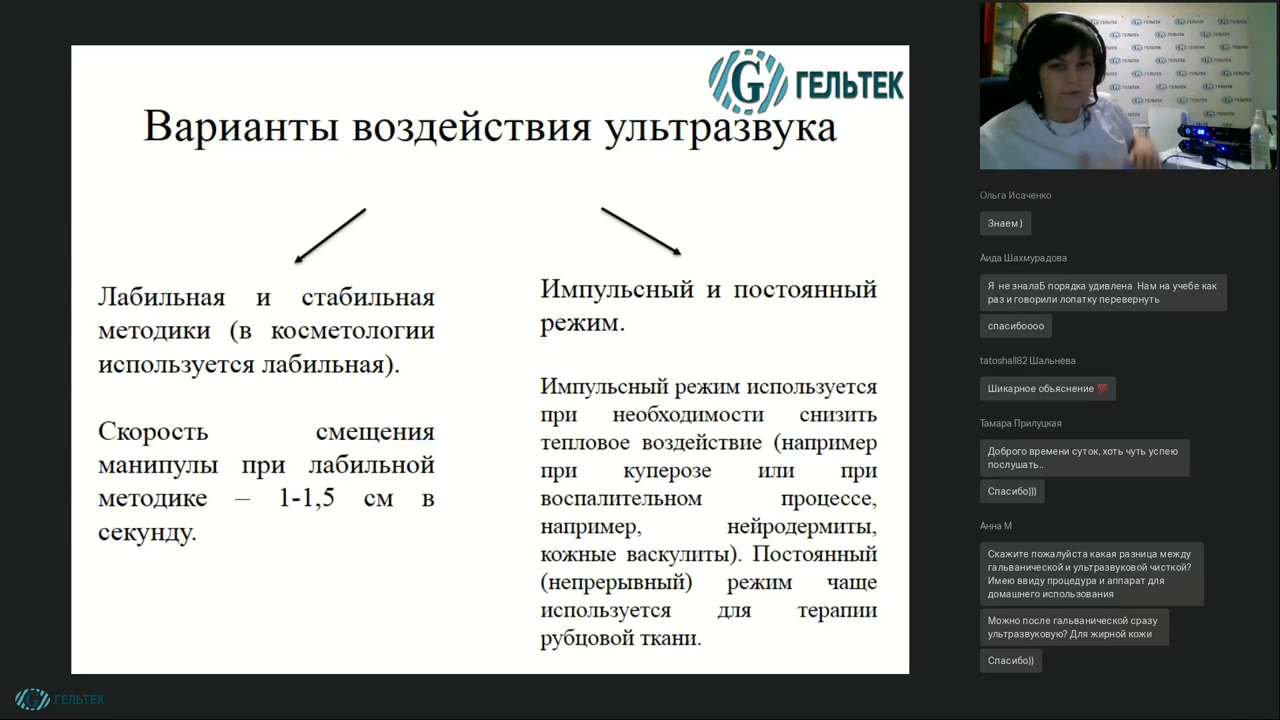 ГЕЛЬТЕК
Варианты воздействия ультразвука
Лабильная и стабильная
методики (в косметологии
используется лабильная).
Скорость смещения
манипулы при лабильной
методике – 1-1,5 см в
секунду.
Импульсный и постоянный
режим.
Импульсный режим используется
при необходимости снизить
тепловое воздействие (например
при куперозе или при
воспалительном процессе,
например, нейродермиты,
кожные васкулиты). Постоянный
(непрерывный) режим чаще
используется для терапии
рубцовой ткани.
Ольга Исаченко
Знаем )
Аида Шахмурадова
Я не зналаБ порядка удивлена Нам на учебе как
раз и говорили лопатку перевернуть
спасибоооо
tatoshall82 Шальнева
Шикарное объяснение 💯
Тамара Прилуцкая
Доброго времени суток, хоть чуть успею
послушать..
Спасибо)))
Анна М
Скажите пожалуйста какая разница между
гальванической и ультразвуковой чисткой?
Имею ввиду процедура и аппарат для
домашнего использования
Можно после гальванической сразу
ультразвуковую? Для жирной кожи
Спасибо))
ГЕЛЬТЕК